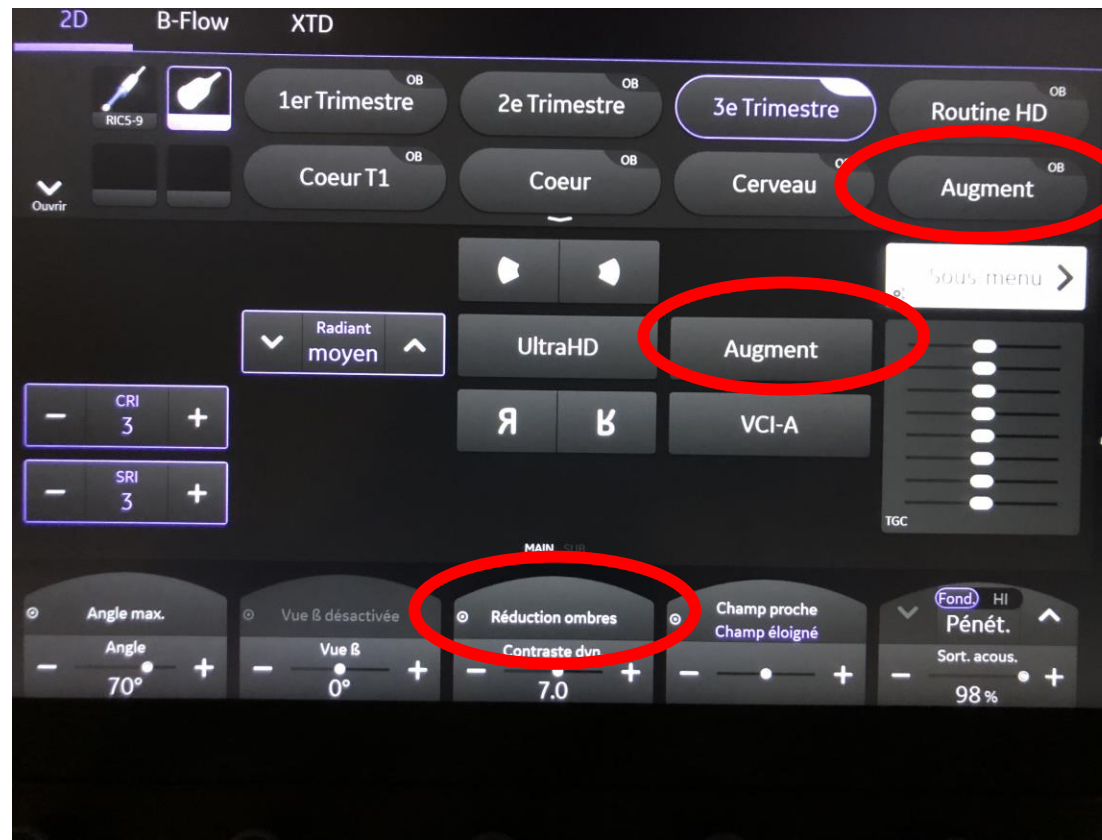 2D B-Flow XTD
RIC5-9
OB OB OB
1er Trimestre 2e Trimestre 3e Trimestre Routine HD
OB OB OB
Coeur T1 Coeur Cerveau Augment
Ouvrir
Sous menu
Radiant
moyen UltraHD Augment
CRI
3
R R VCI-A
SRI
3
TGC
MAIN SUB
Angle max. Vue ß désactivée Réduction ombres Champ proche
Champ éloigné
Fond. HI
Pénét.
Angle Vue ß Contraste dyn Sort. acous.
70° 0° 7.0 98 %